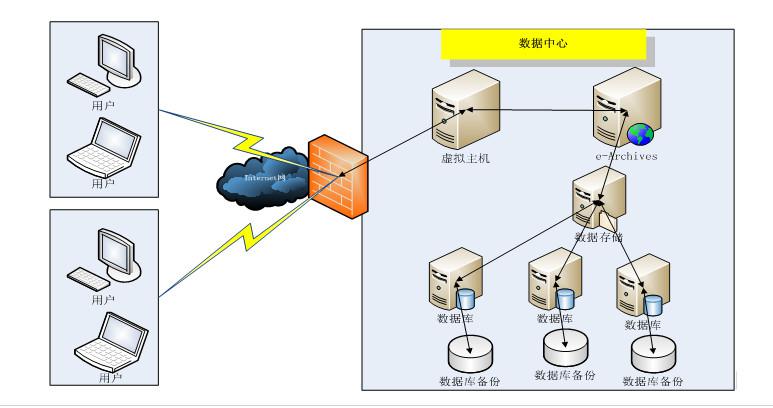 数据中心
用户
用户
Internet网
虚拟主机
e-Archives
数据存储
用户
用户
数据库
数据库
数据库
数据库备份
数据库备份
数据库备份